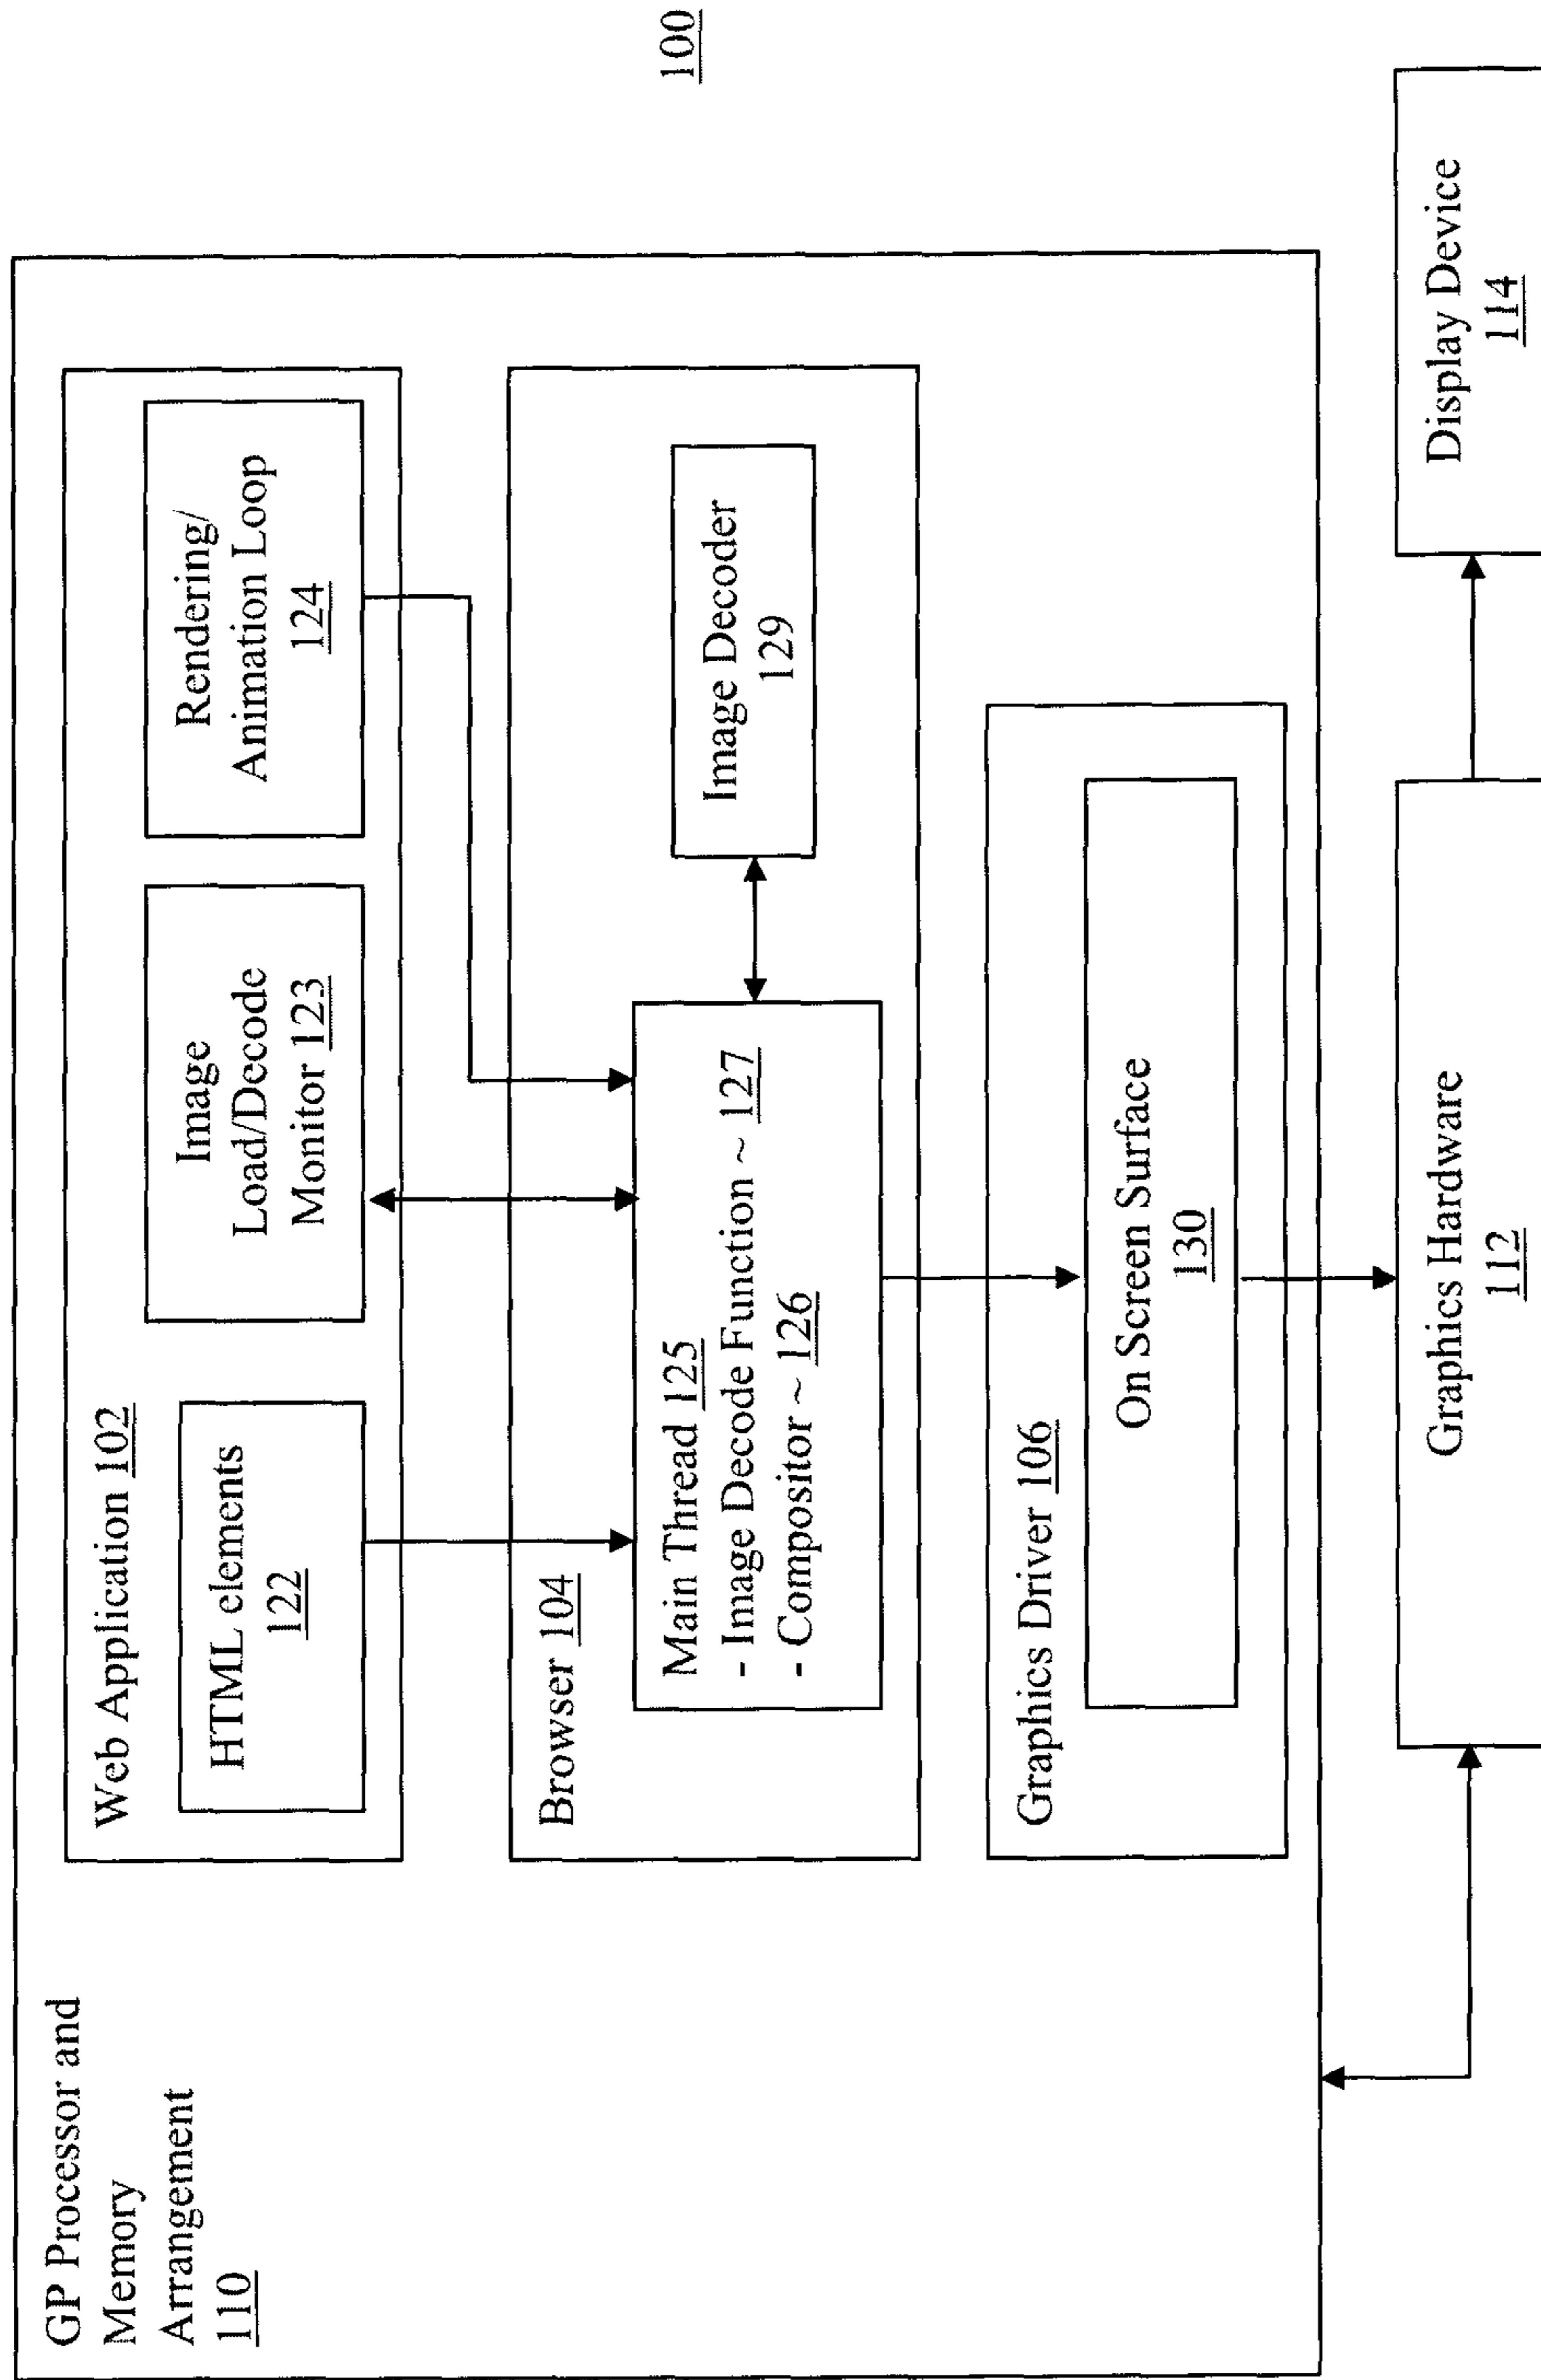 GP Processor and
Memory
Arrangement
110
Web Application 102
HTML elements
122
Image
Load/Decode
Monitor 123
Rendering/
Animation Loop
124
Browser 104
Main Thread 125
- Image Decode Function ~ 127
- Compositor ~ 126
Image Decoder
129
Graphics Driver 106
On Screen Surface
130
Graphics Hardware
112
Display Device
114
100